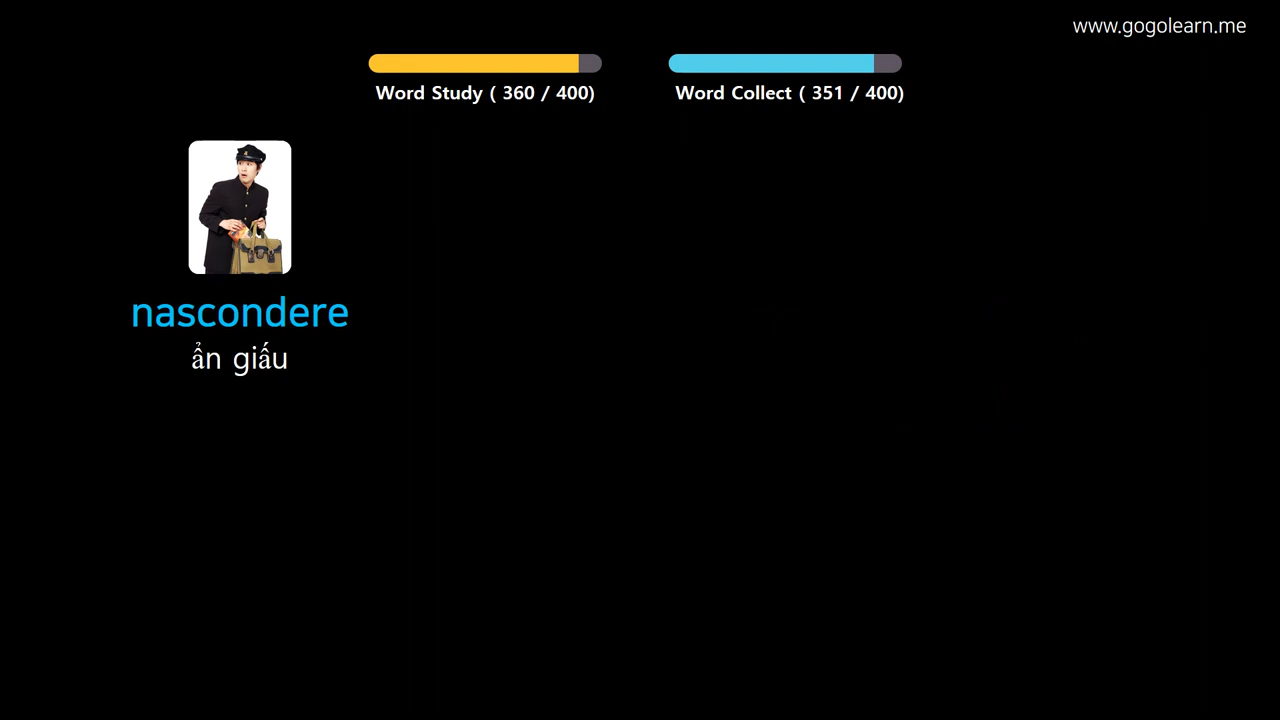 www.gogolearn.me
Word Study ( 360 / 400)
Word Collect ( 351 / 400)
nascondere
ẩn giấu